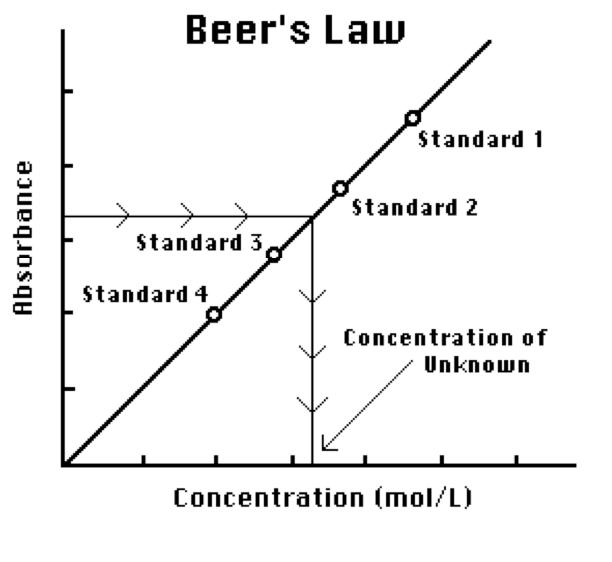 Beer's Law
Standard 1
Standard 2
Standard 3
Standard 4
Absorbance
Concentration of
Unknown
Concentration (mol/L)